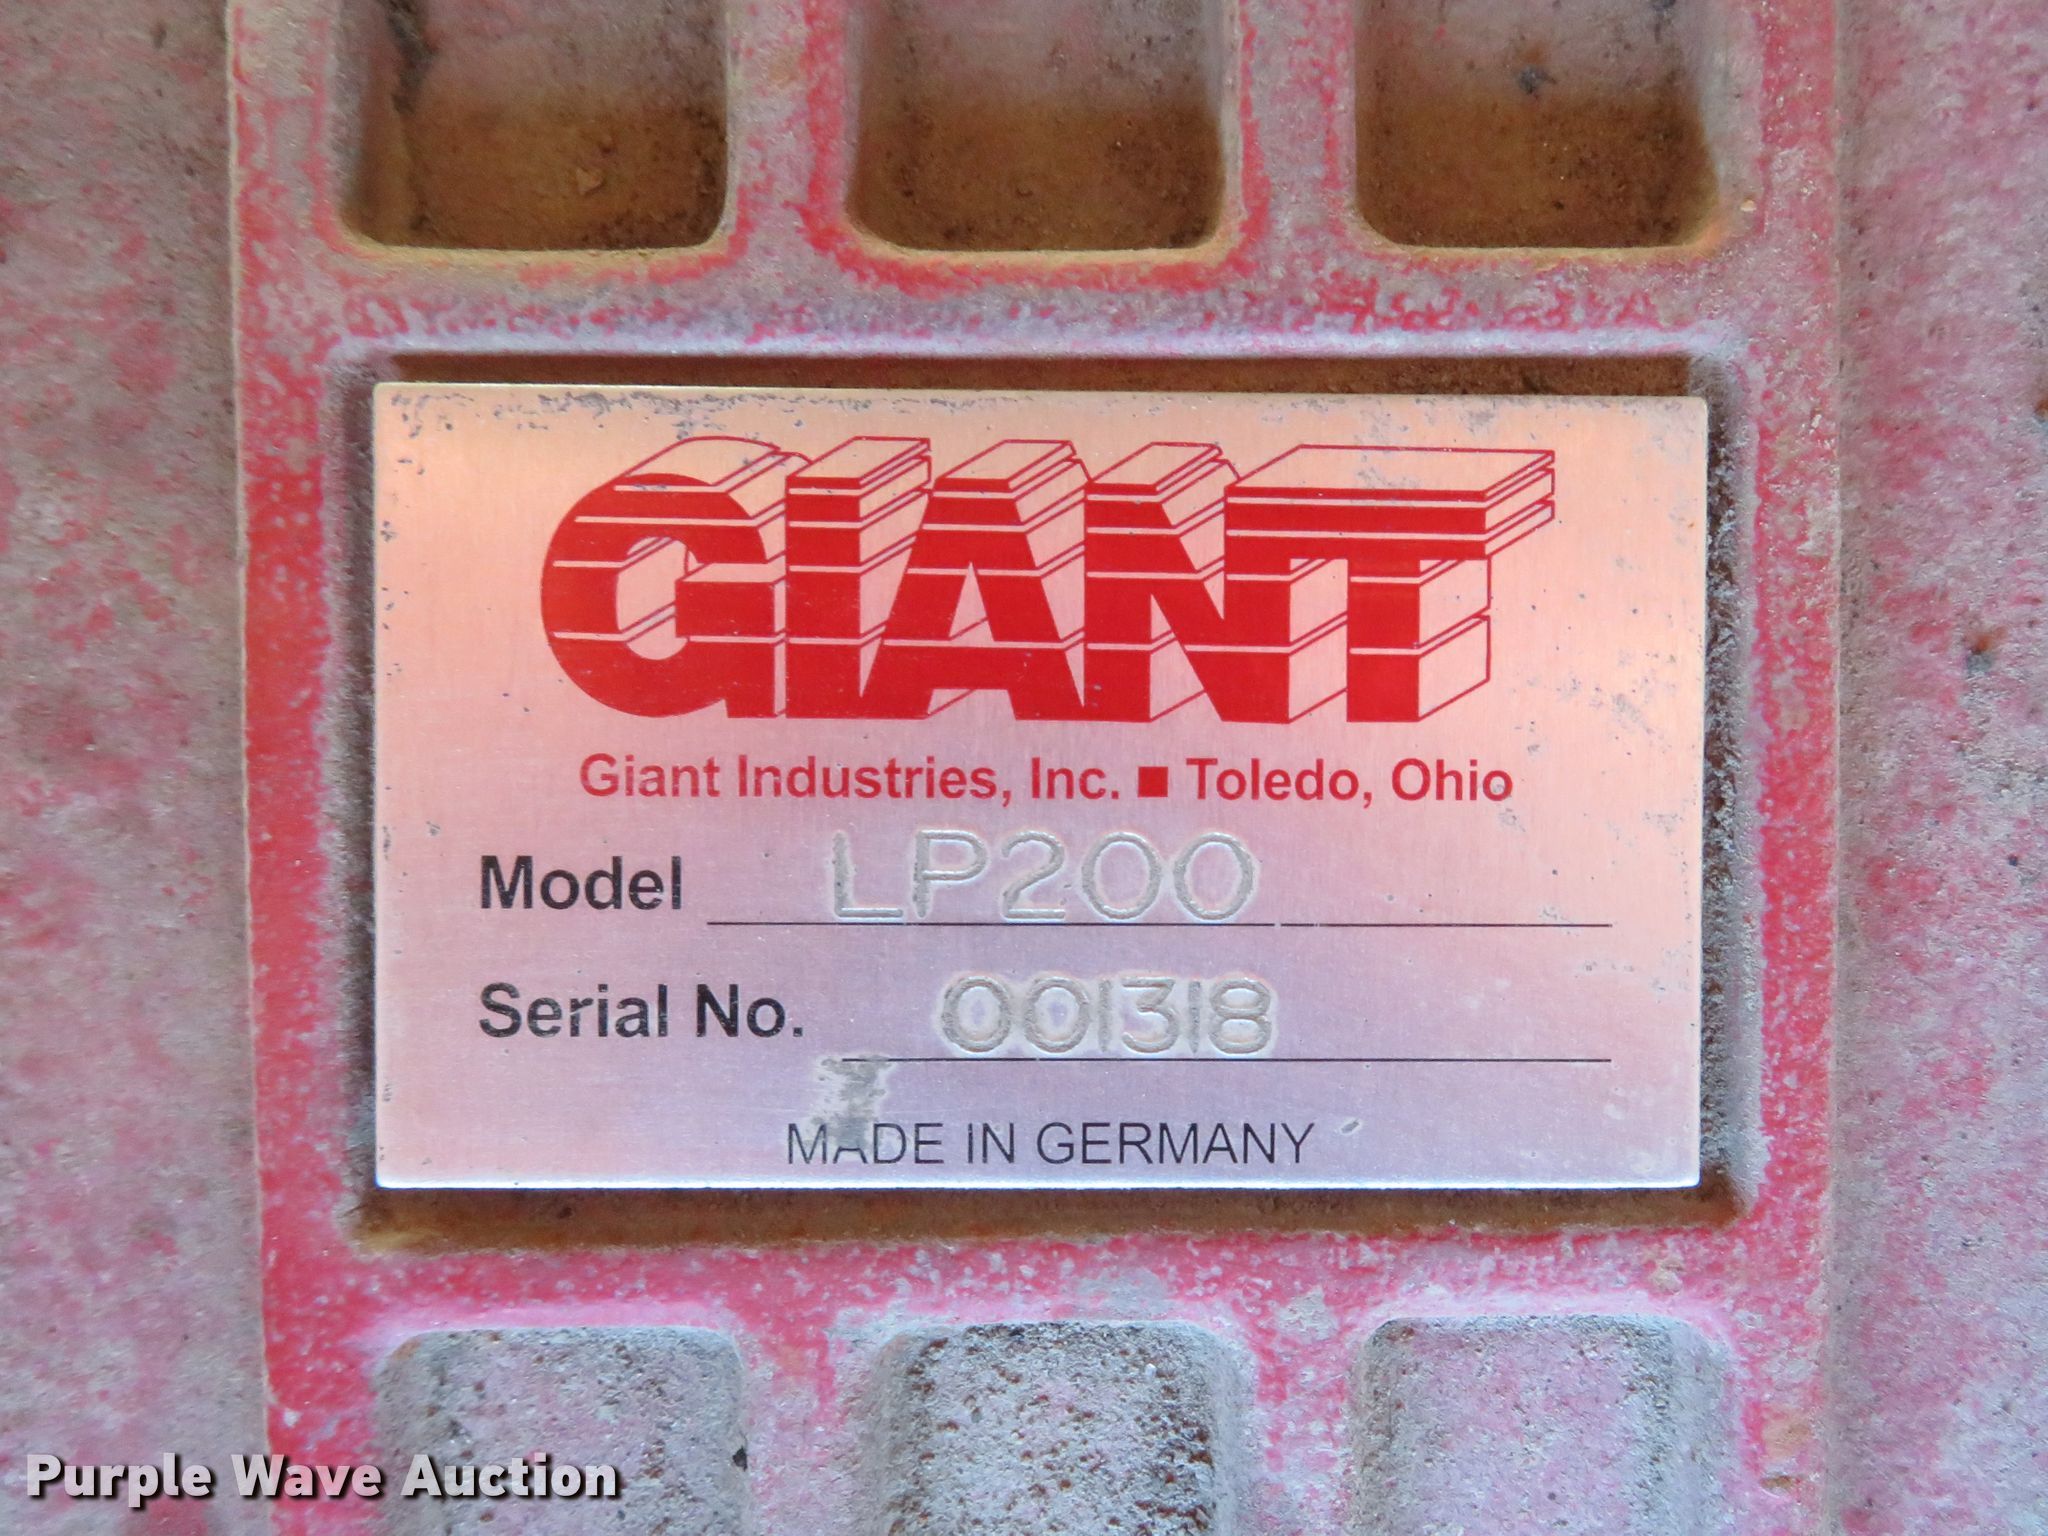 GIANT
Giant Industries, Inc. ■ Toledo, Ohio
Model LP200
Serial No. 001318
MADE IN GERMANY
Purple Wave Auction